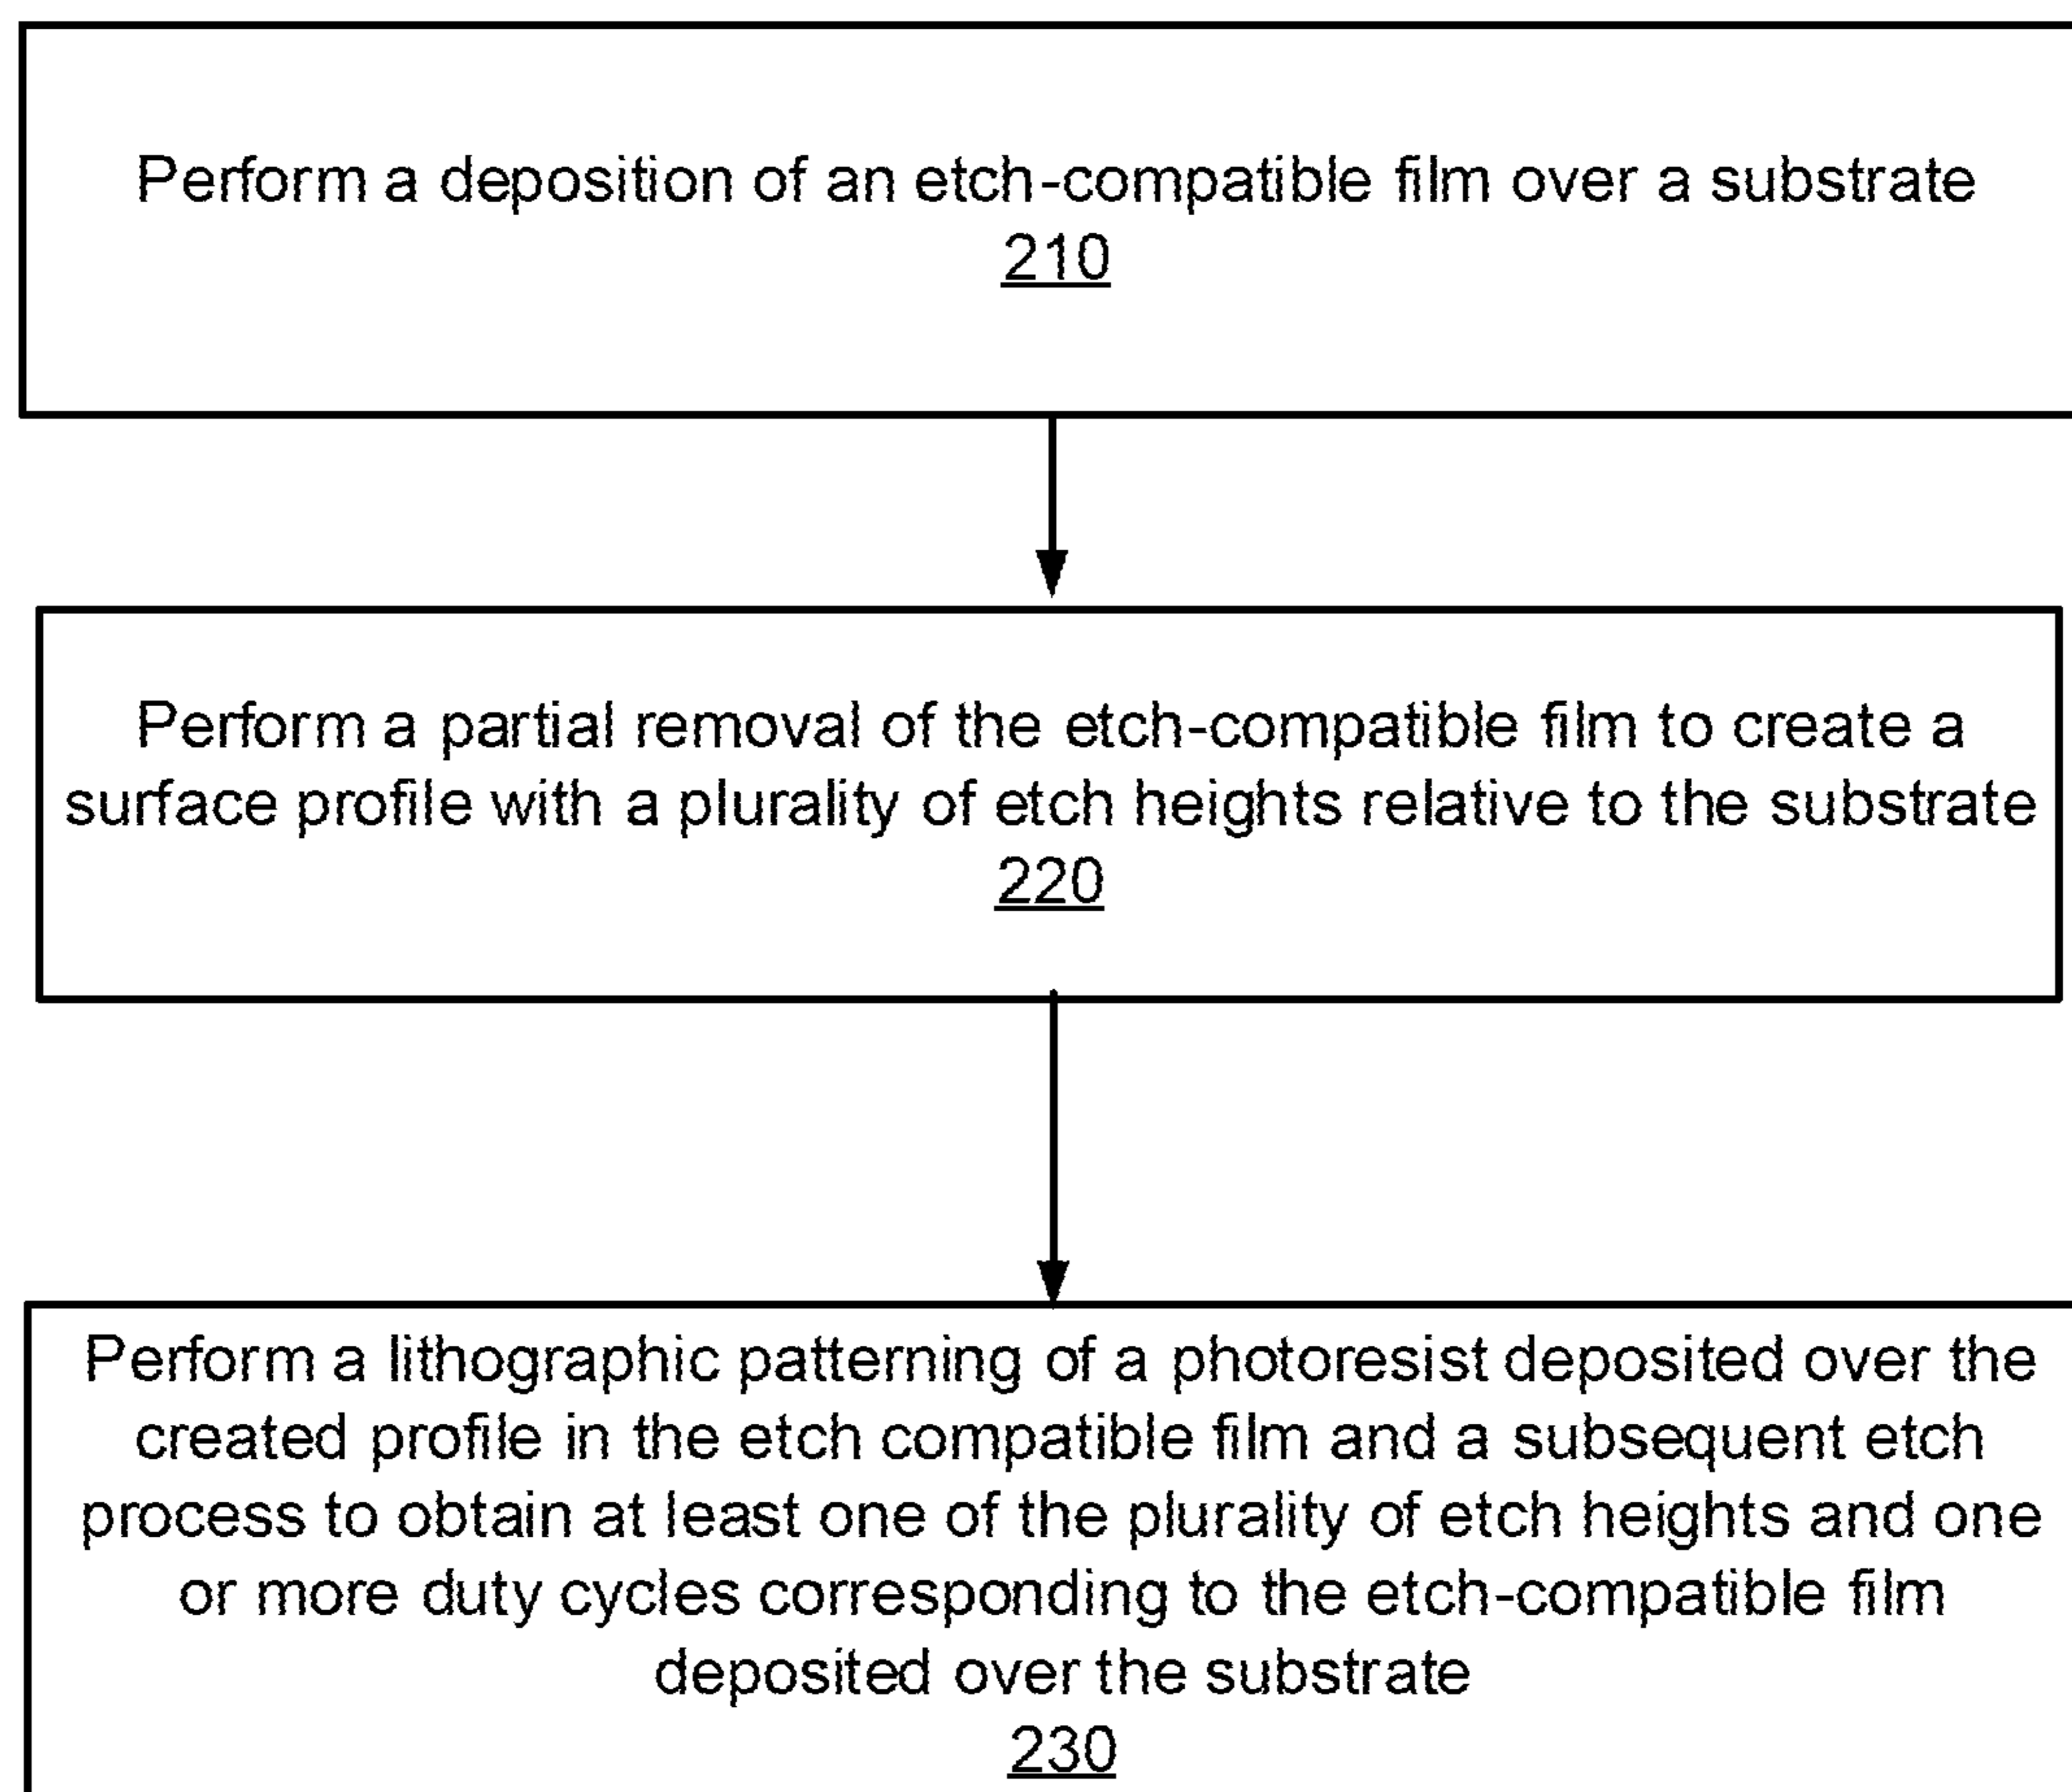 Perform a deposition of an etch-compatible film over a substrate
210
Perform a partial removal of the etch-compatible film to create a
surface profile with a plurality of etch heights relative to the substrate
220
Perform a lithographic patterning of a photoresist deposited over the
created profile in the etch compatible film and a subsequent etch
process to obtain at least one of the plurality of etch heights and one
or more duty cycles corresponding to the etch-compatible film
deposited over the substrate
230